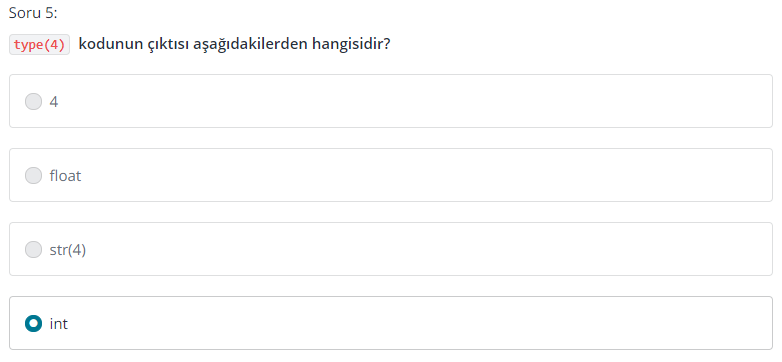 Soru 5:
type(4) kodunun çıktısı aşağıdakilerden hangisidir?
4
float
str(4)
int